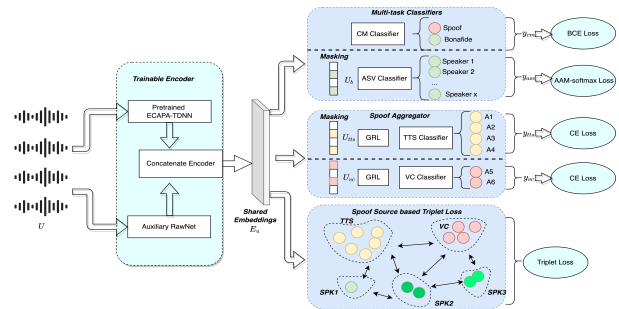 Multi-task Classifiers
CM Classifier
Spoof
Bonafide
y_cm
BCE Loss
Masking
U_b
ASV Classifier
Speaker 1
Speaker 2
...
Speaker x
y_asv
AAM-softmax Loss
Trainable Encoder
Pretrained
ECAPA-TDNN
Concatenate Encoder
Auxiliary RawNet
U
Shared
Embeddings
E_u
Masking
Spoof Aggregator
U_tts
GRL
TTS Classifier
A1
A2
A3
A4
y_tts
CE Loss
U_vc
GRL
VC Classifier
A5
A6
y_vc
CE Loss
Spoof Source based Triplet Loss
TTS
VC
SPK1
SPK2
SPK3
Triplet Loss